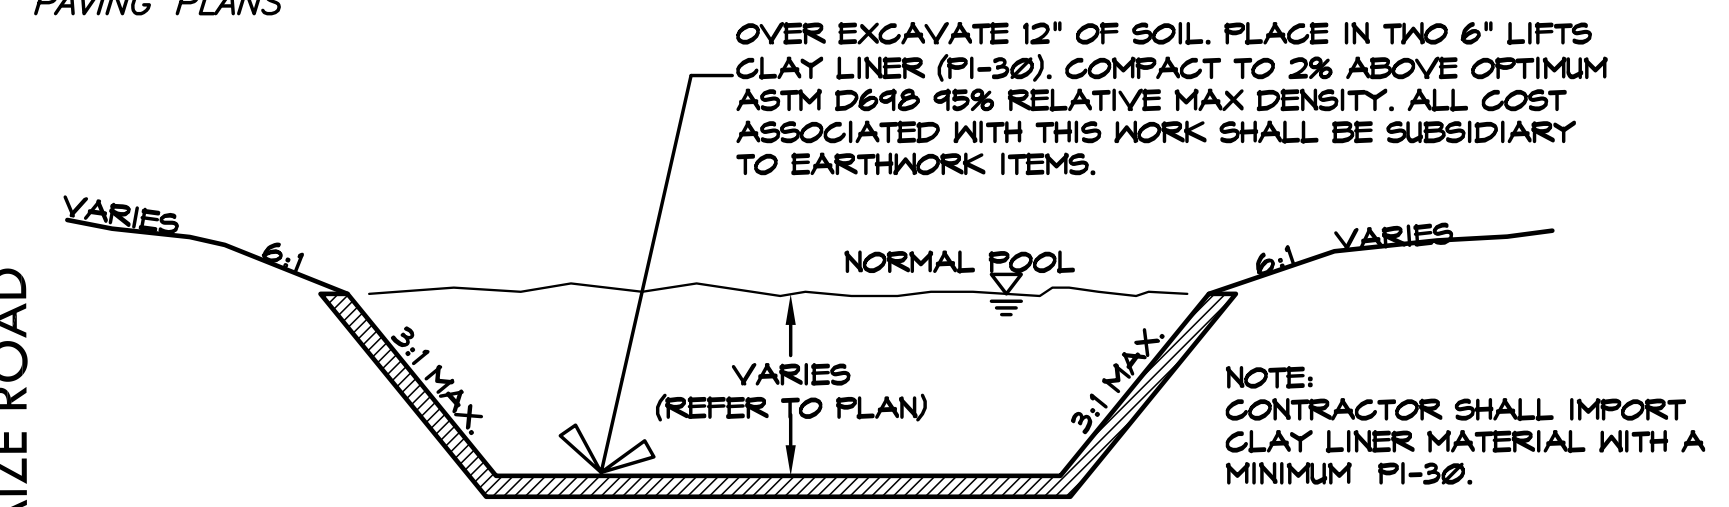 PAVING PLANS
OVER EXCAVATE 12" OF SOIL. PLACE IN TWO 6" LIFTS
CLAY LINER (PI-30). COMPACT TO 2% ABOVE OPTIMUM
ASTM D698 95% RELATIVE MAX DENSITY. ALL COST
ASSOCIATED WITH THIS WORK SHALL BE SUBSIDIARY
TO EARTHWORK ITEMS.
VARIES
6:1
NORMAL POOL
6:1
VARIES
3:1 MAX.
VARIES
(REFER TO PLAN)
3:1 MAX.
NOTE:
CONTRACTOR SHALL IMPORT
CLAY LINER MATERIAL WITH A
MINIMUM PI-30.
ROAD